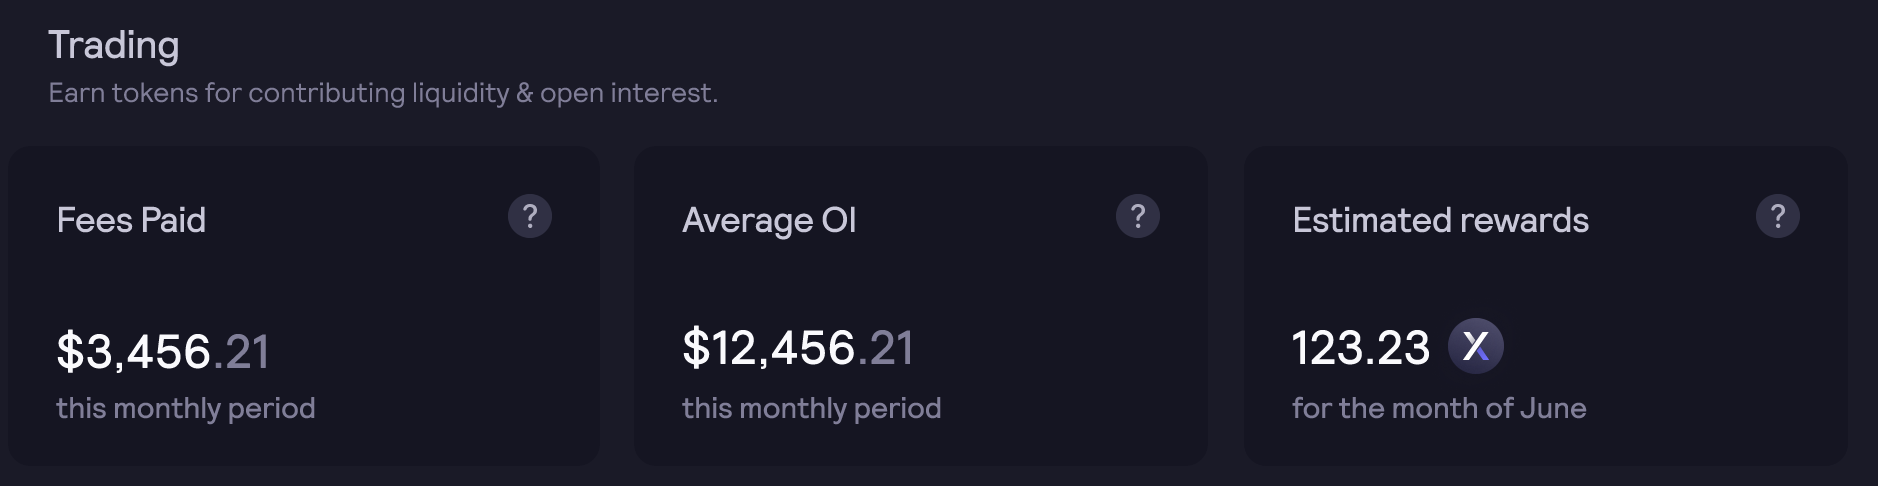 Trading
Earn tokens for contributing liquidity & open interest.
Fees Paid ?
$3,456.21
this monthly period
Average OI ?
$12,456.21
this monthly period
Estimated rewards ?
123.23 X
for the month of June